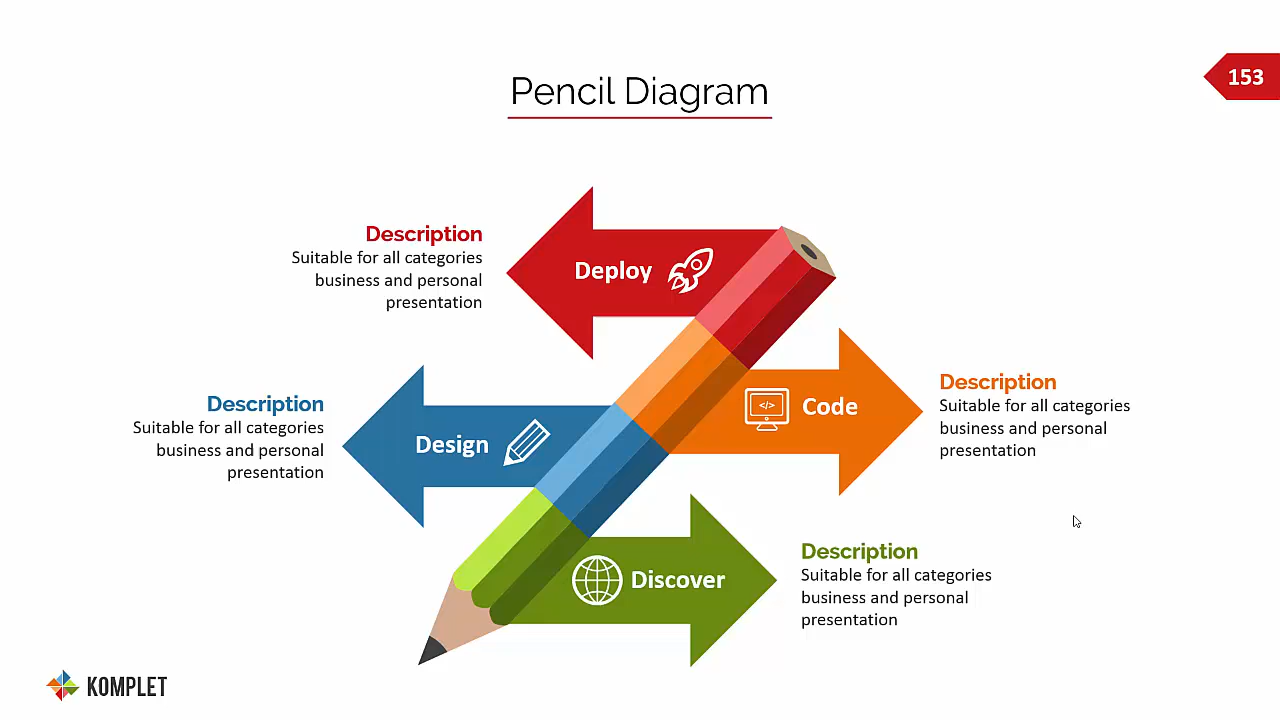 Pencil Diagram
153
Description
Suitable for all categories
business and personal
presentation
Deploy
Description
Suitable for all categories
business and personal
presentation
Code
</>
Description
Suitable for all categories
business and personal
presentation
Design
Description
Suitable for all categories
business and personal
presentation
Discover
KOMPLET